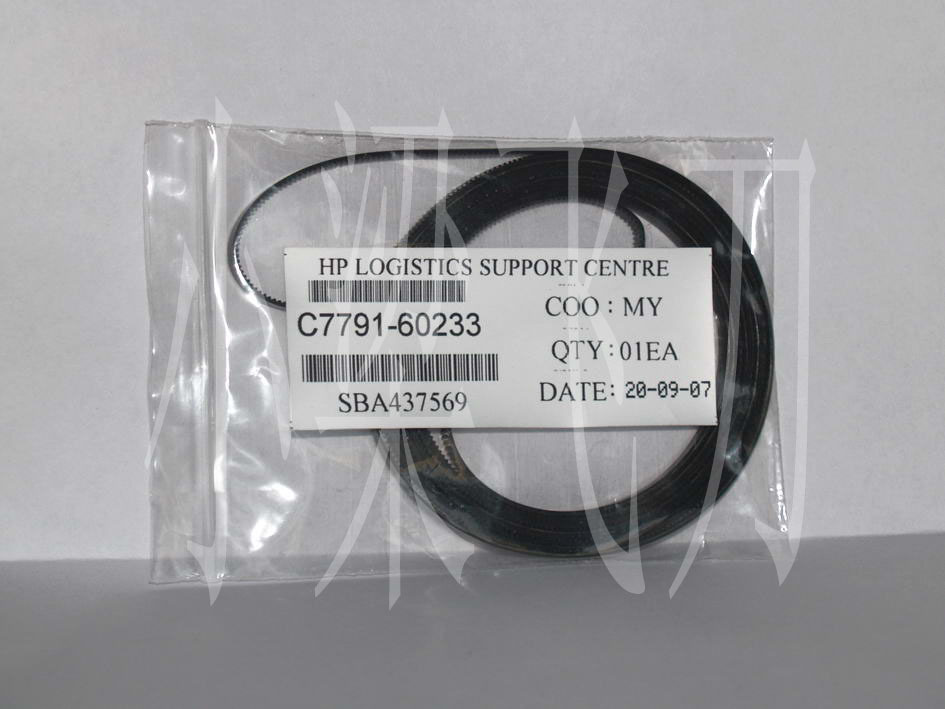 HP LOGISTICS SUPPORT CENTRE
C7791-60233
SBA437569
COO : MY
QTY : 01EA
DATE: 20-09-07